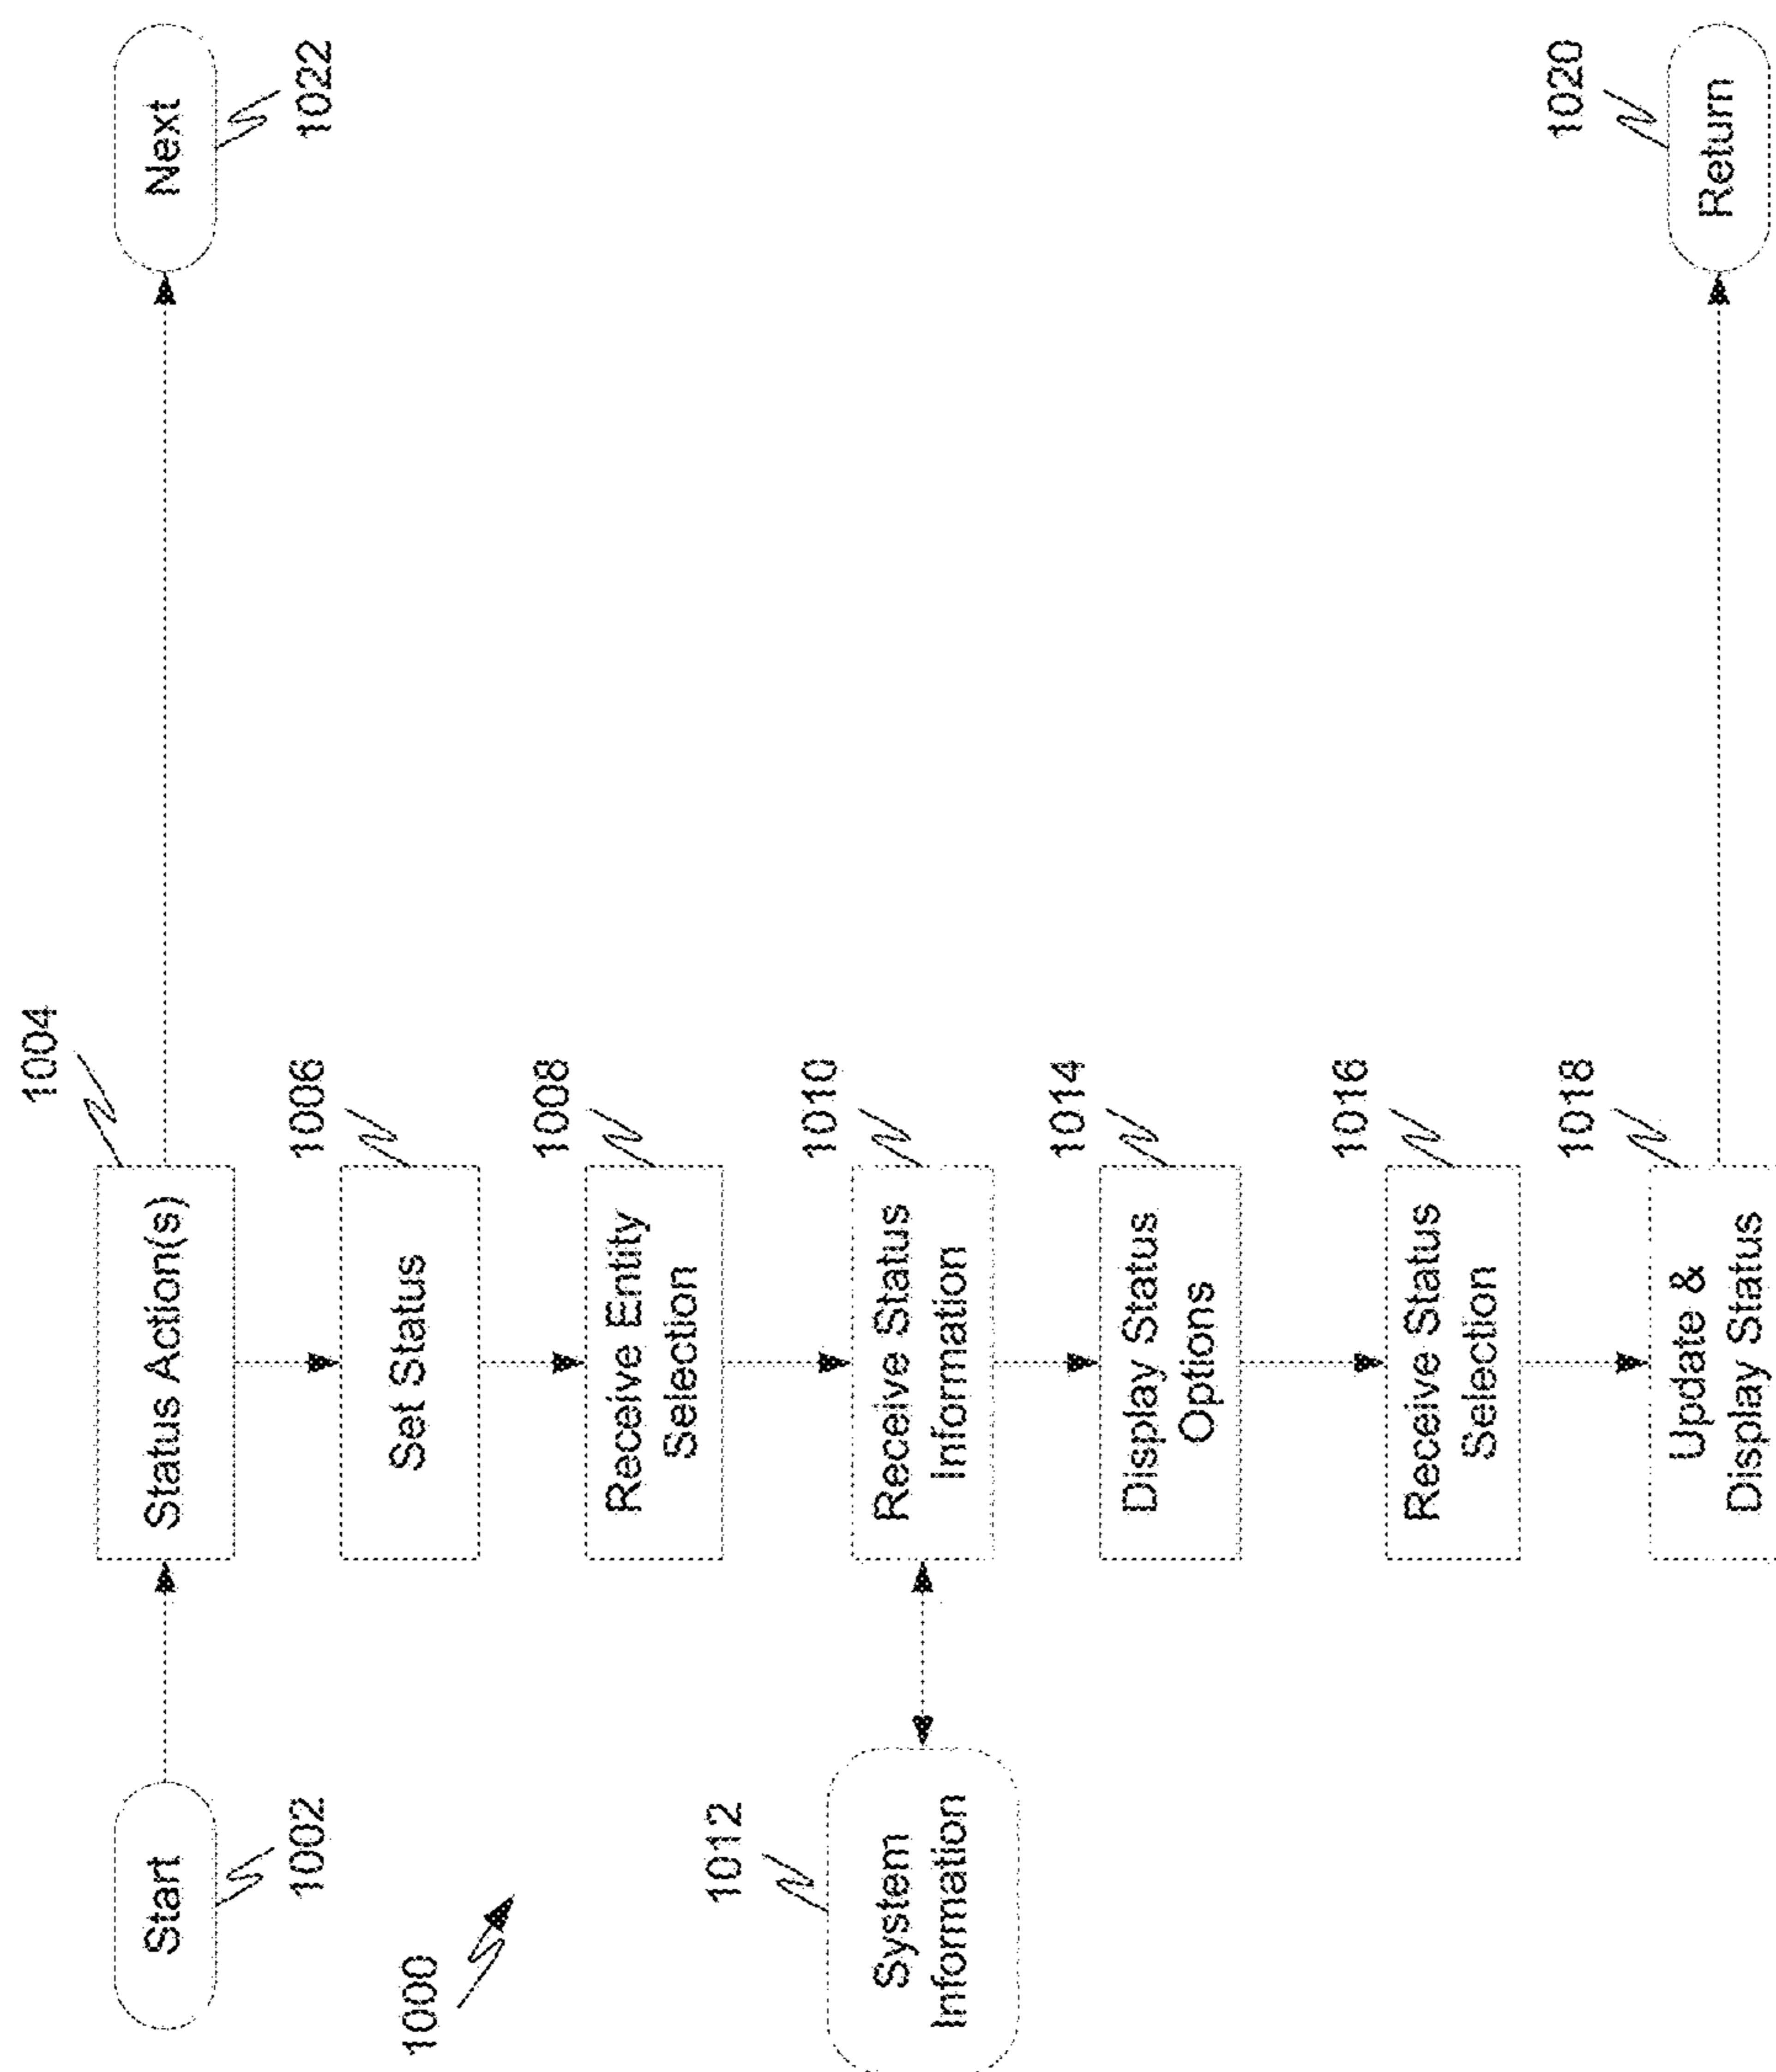 1004
Start
Status Action(s)
Next
1002
1022
1006
Set Status
1000
1008
Receive Entity
Selection
1010
1012
System
Information
Receive Status
Information
1014
Display Status
Options
1016
Receive Status
Selection
1018
1020
Update &
Display Status
Return